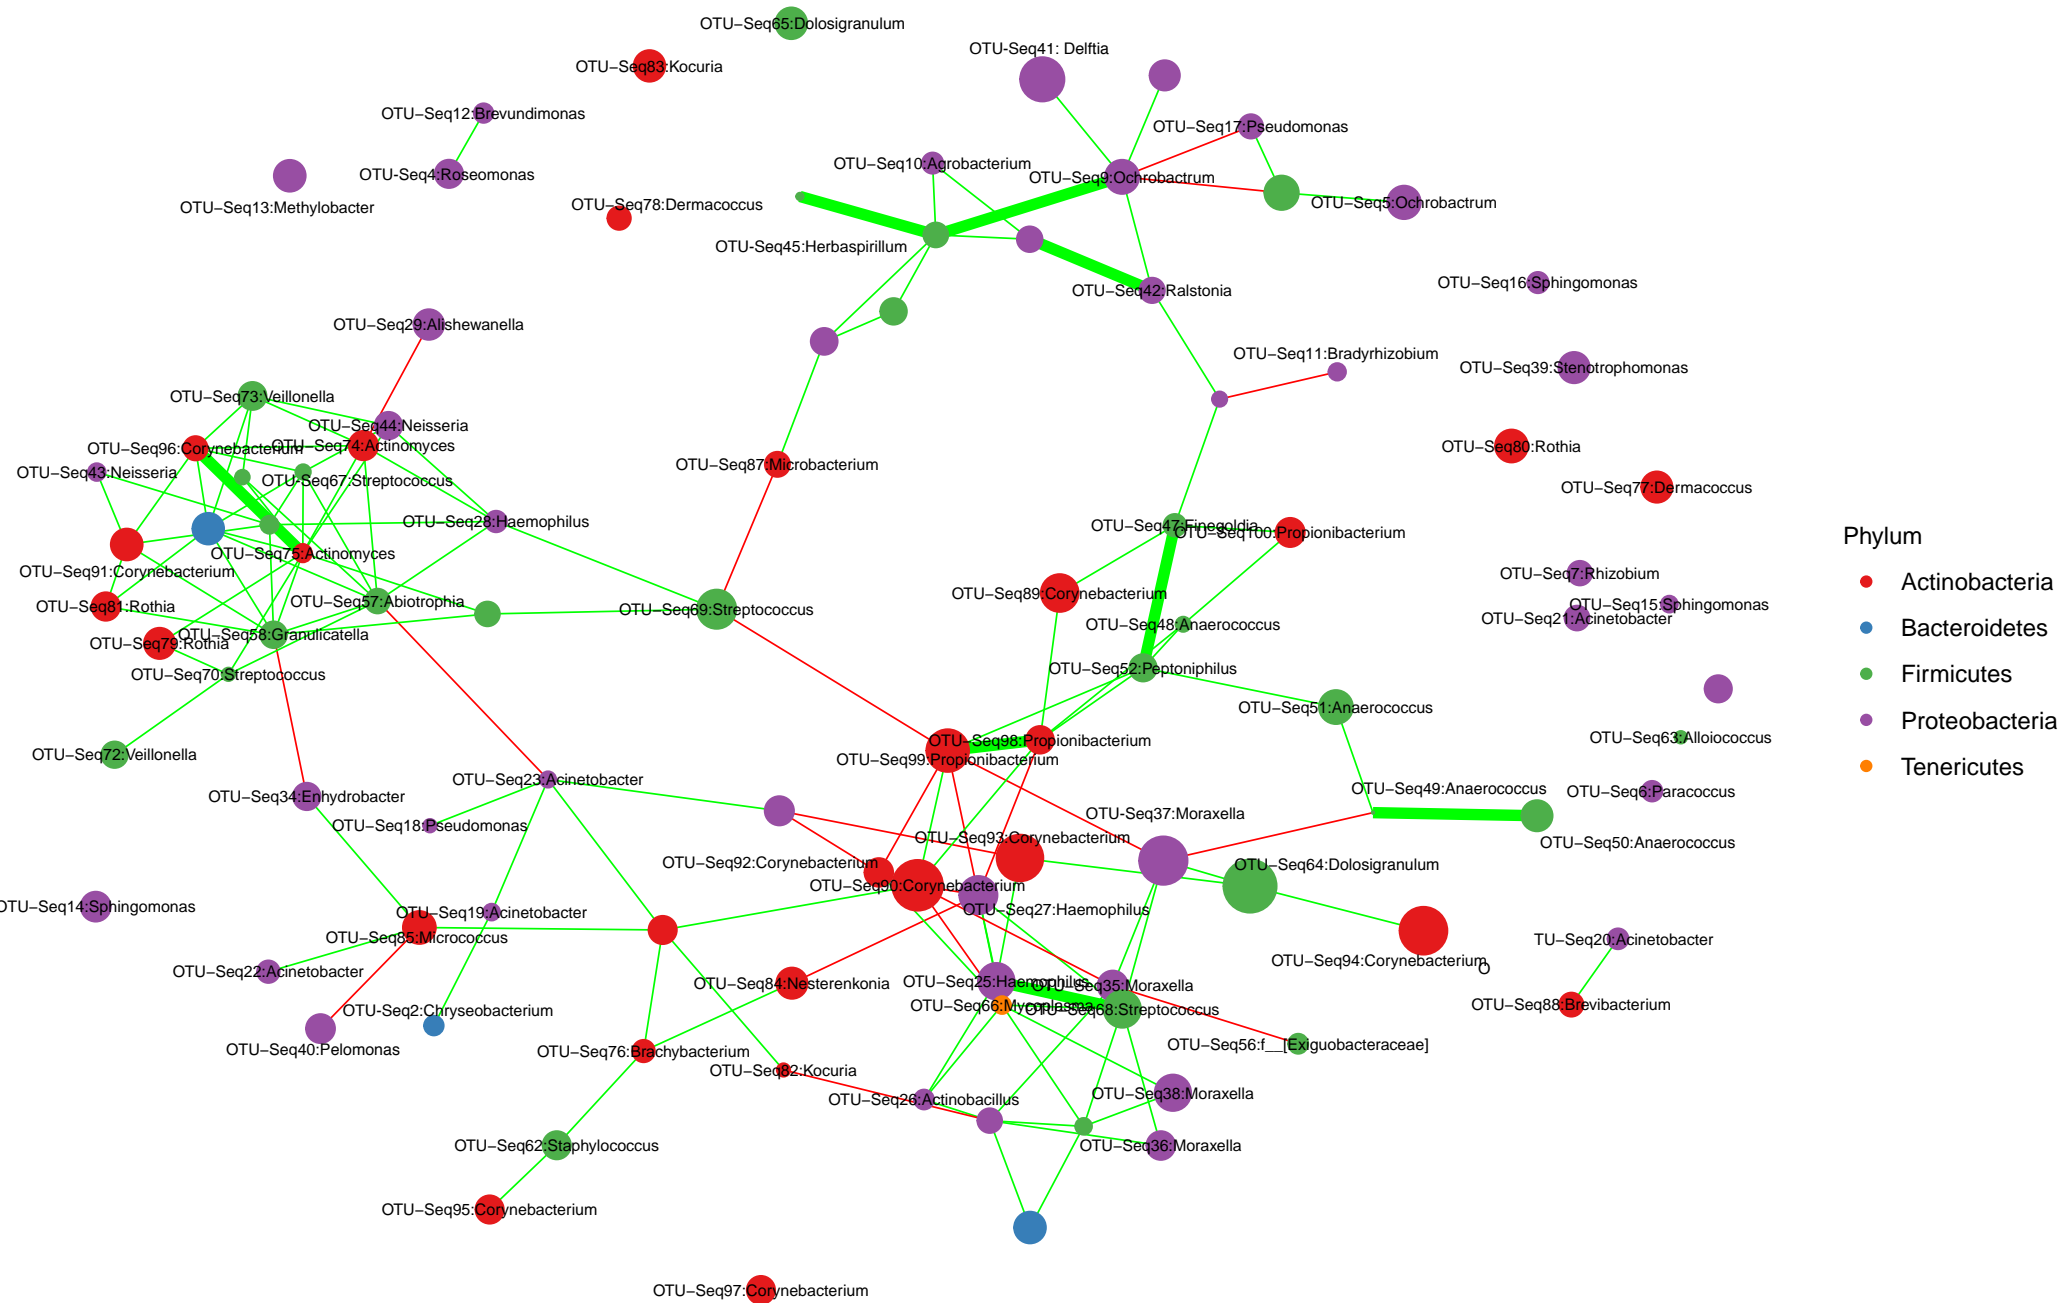 OTU−Seq65:Dolosigranulum
OTU-Seq41: Delftia
OTU−Seq83:Kocuria
OTU−Seq12:Brevundimonas
OTU−Seq17:Pseudomonas
OTU−Seq10:Agrobacterium
OTU-Seq4:Roseomonas
OTU−Seq9:Ochrobactrum
OTU−Seq13:Methylobacter
OTU−Seq78:Dermacoccus
OTU−Seq5:Ochrobactrum
OTU-Seq45:Herbaspirillum
OTU−Seq16:Sphingomonas
OTU−Seq42:Ralstonia
OTU−Seq29:Alishewanella
OTU−Seq11:Bradyrhizobium
OTU−Seq39:Stenotrophomonas
OTU−Seq73:Veillonella
OTU−Seq44:Neisseria
OTU−Seq96:Corynebacterium
OTU−Seq74:Actinomyces
OTU−Seq80:Rothia
OTU−Seq43:Neisseria
OTU-Seq67:Streptococcus
OTU−Seq87:Microbacterium
OTU−Seq77:Dermacoccus
OTU−Seq28:Haemophilus
OTU−Seq47:Finegoldia
OTU−Seq100:Propionibacterium
Phylum
OTU−Seq75:Actinomyces
OTU−Seq91:Corynebacterium
OTU−Seq7:Rhizobium
Actinobacteria
OTU−Seq81:Rothia
OTU−Seq57:Abiotrophia
OTU−Seq69:Streptococcus
OTU−Seq89:Corynebacterium
OTU−Seq15:Sphingomonas
OTU−Seq21:Acinetobacter
OTU−Seq48:Anaerococcus
Bacteroidetes
OTU−Seq79:Rothia
OTU−Seq58:Granulicatella
OTU−Seq70:Streptococcus
OTU−Seq52:Peptoniphilus
Firmicutes
OTU−Seq51:Anaerococcus
Proteobacteria
OTU−Seq72:Veillonella
OTU−Seq98:Propionibacterium
OTU−Seq99:Propionibacterium
OTU−Seq63:Alloiococcus
Tenericutes
OTU−Seq23:Acinetobacter
OTU−Seq34:Enhydrobacter
OTU−Seq49:Anaerococcus
OTU−Seq6:Paracoccus
OTU−Seq18:Pseudomonas
OTU-Seq37:Moraxella
OTU−Seq93:Corynebacterium
OTU−Seq50:Anaerococcus
OTU−Seq92:Corynebacterium
OTU−Seq64:Dolosigranulum
OTU−Seq90:Corynebacterium
OTU−Seq14:Sphingomonas
OTU−Seq19:Acinetobacter
OTU−Seq27:Haemophilus
OTU−Seq85:Micrococcus
TU−Seq20:Acinetobacter
OTU−Seq94:Corynebacterium
O
OTU−Seq22:Acinetobacter
OTU−Seq84:Nesterenkonia
OTU−Seq25:Haemophilus
OTU−Seq35:Moraxella
OTU−Seq2:Chryseobacterium
OTU−Seq66:Mycoplasma
OTU−Seq68:Streptococcus
OTU−Seq88:Brevibacterium
OTU−Seq40:Pelomonas
OTU−Seq76:Brachybacterium
OTU−Seq56:f__[Exiguobacteraceae]
OTU−Seq82:Kocuria
OTU−Seq26:Actinobacillus
OTU−Seq38:Moraxella
OTU−Seq62:Staphylococcus
OTU−Seq36:Moraxella
OTU−Seq95:Corynebacterium
OTU−Seq97:Corynebacterium